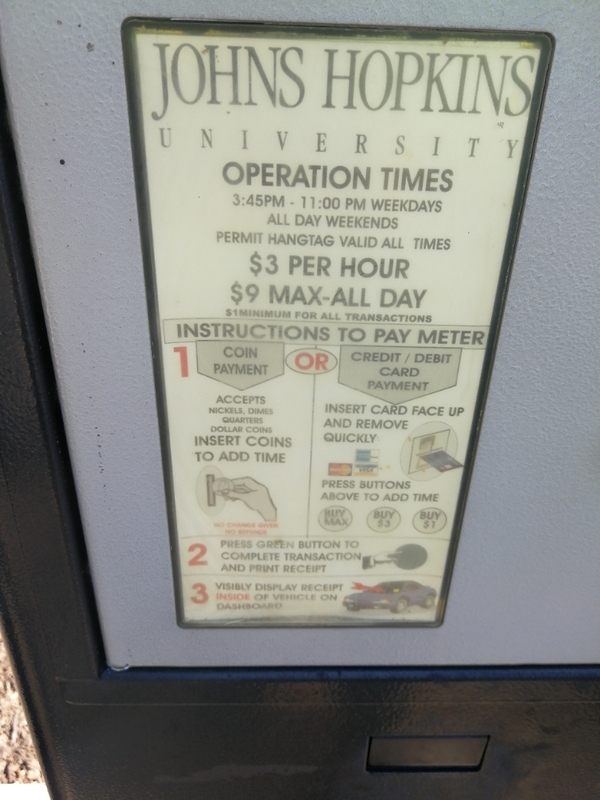 JOHNS HOPKINS
UNIVERSITY
OPERATION TIMES
3:45PM - 11:00 PM WEEKDAYS
ALL DAY WEEKENDS
PERMIT HANGTAG VALID ALL TIMES
$3 PER HOUR
$9 MAX-ALL DAY
$1MINIMUM FOR ALL TRANSACTIONS
INSTRUCTIONS TO PAY METER
1
COIN
PAYMENT
OR
CREDIT / DEBIT
CARD
PAYMENT
ACCEPTS
NICKELS, DIMES
QUARTERS
DOLLAR COINS
INSERT COINS
TO ADD TIME
NO CHANGE GIVEN
NO REFUNDS
INSERT CARD FACE UP
AND REMOVE
QUICKLY
PRESS BUTTONS
ABOVE TO ADD TIME
BUY
MAX
BUY
$3
BUY
$1
2 PRESS GREEN BUTTON TO
COMPLETE TRANSACTION
AND PRINT RECEIPT
3 VISIBLY DISPLAY RECEIPT
INSIDE OF VEHICLE ON
DASHBOARD